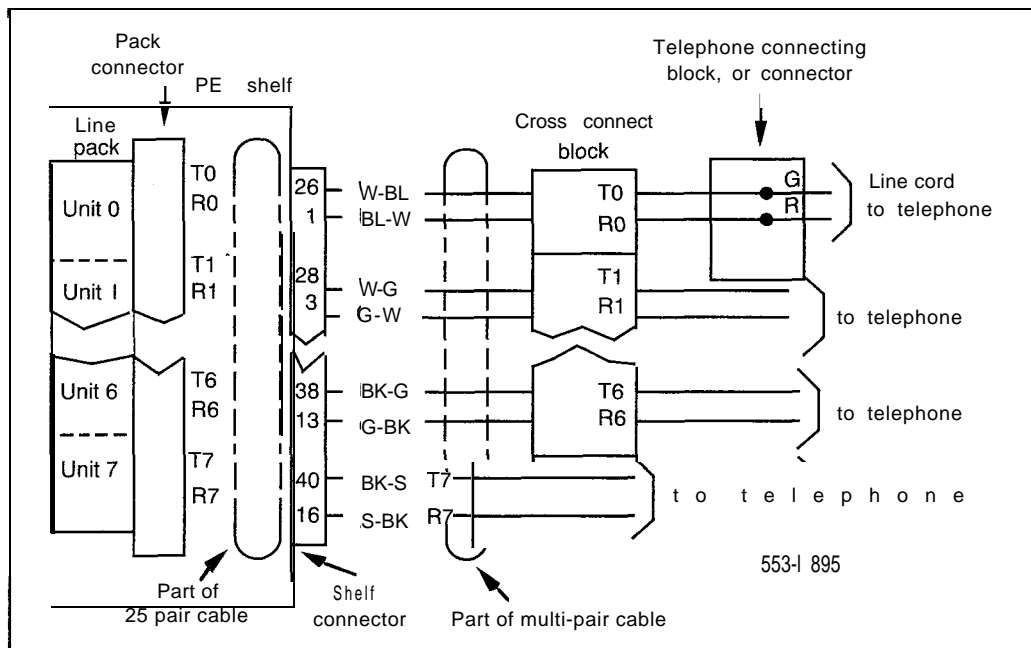 Pack
connector
PE shelf
Telephone connecting
block, or connector
Line
pack
Cross connect
block
T0
R0
Unit 0
26
1
W-BL
BL-W
T0
R0
G
R
Line cord
to telephone
T1
R1
Unit I
28
3
W-G
G-W
T1
R1
to telephone
Unit 6
T6
R6
38
13
BK-G
G-BK
T6
R6
to telephone
Unit 7
T7
R7
40
16
BK-S
S-BK
T7
R7
to telephone
553-I 895
Part of
25 pair cable
Shelf
connector
Part of multi-pair cable